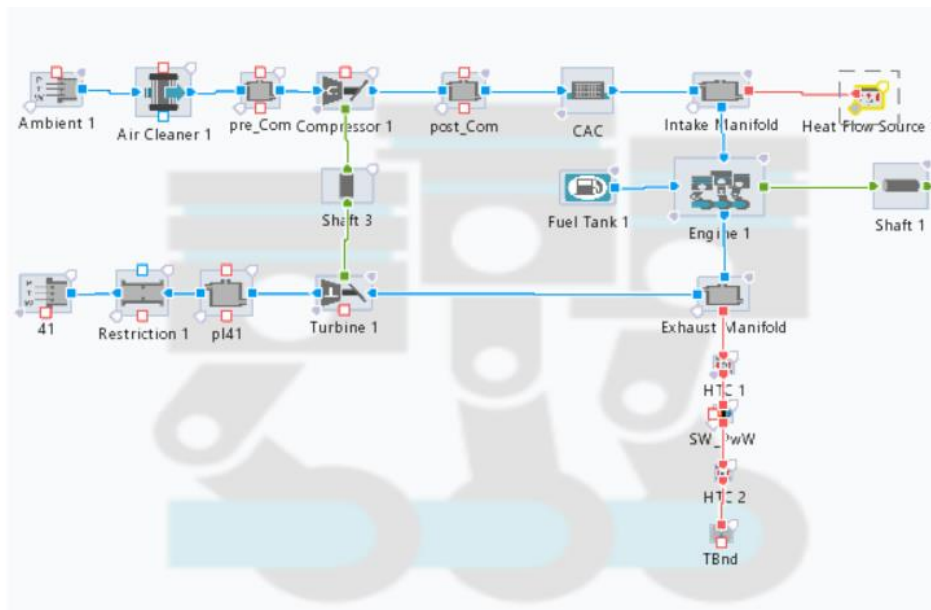 Ambient 1
Air Cleaner 1
pre_Com
Compressor 1
post_Com
CAC
Intake Manifold
Heat Flow Source
Shaft 3
Fuel Tank 1
Engine 1
Shaft 1
41
Restriction 1
pl41
Turbine 1
Exhaust Manifold
HTC 1
SW_PwW
HTC 2
TBnd